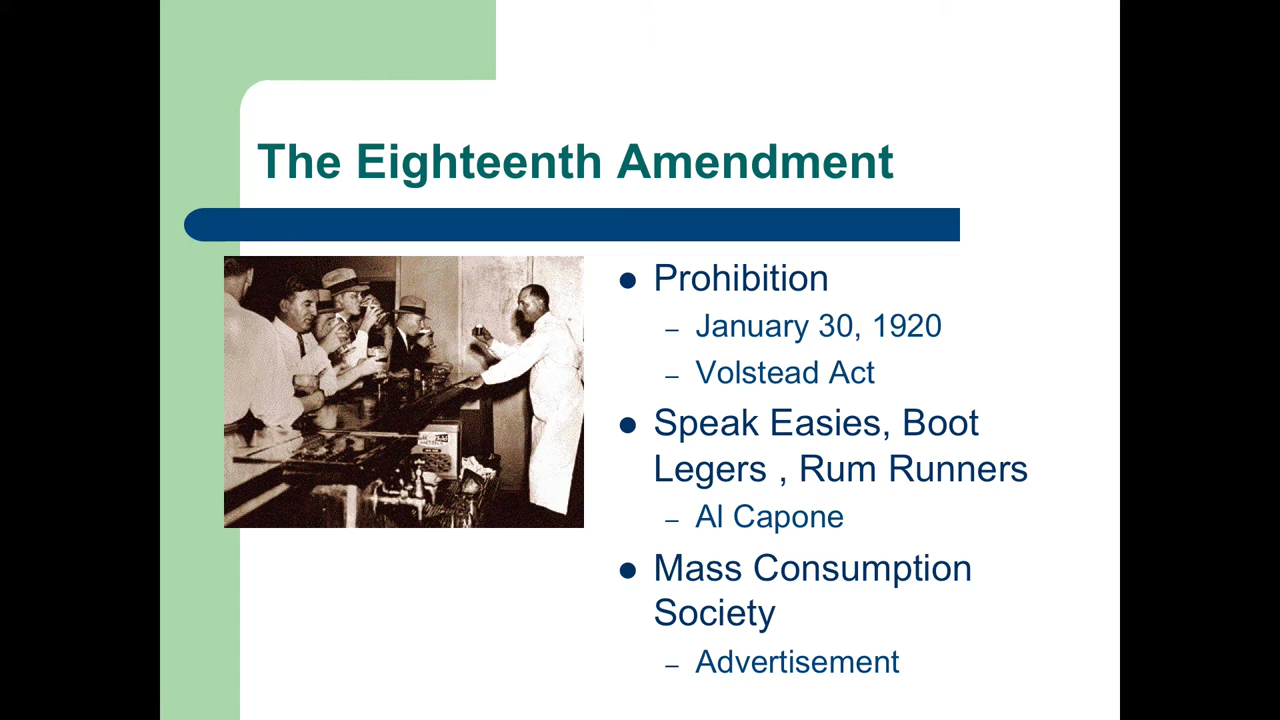 The Eighteenth Amendment
● Prohibition
– January 30, 1920
– Volstead Act
● Speak Easies, Boot
Legers , Rum Runners
– Al Capone
● Mass Consumption
Society
– Advertisement